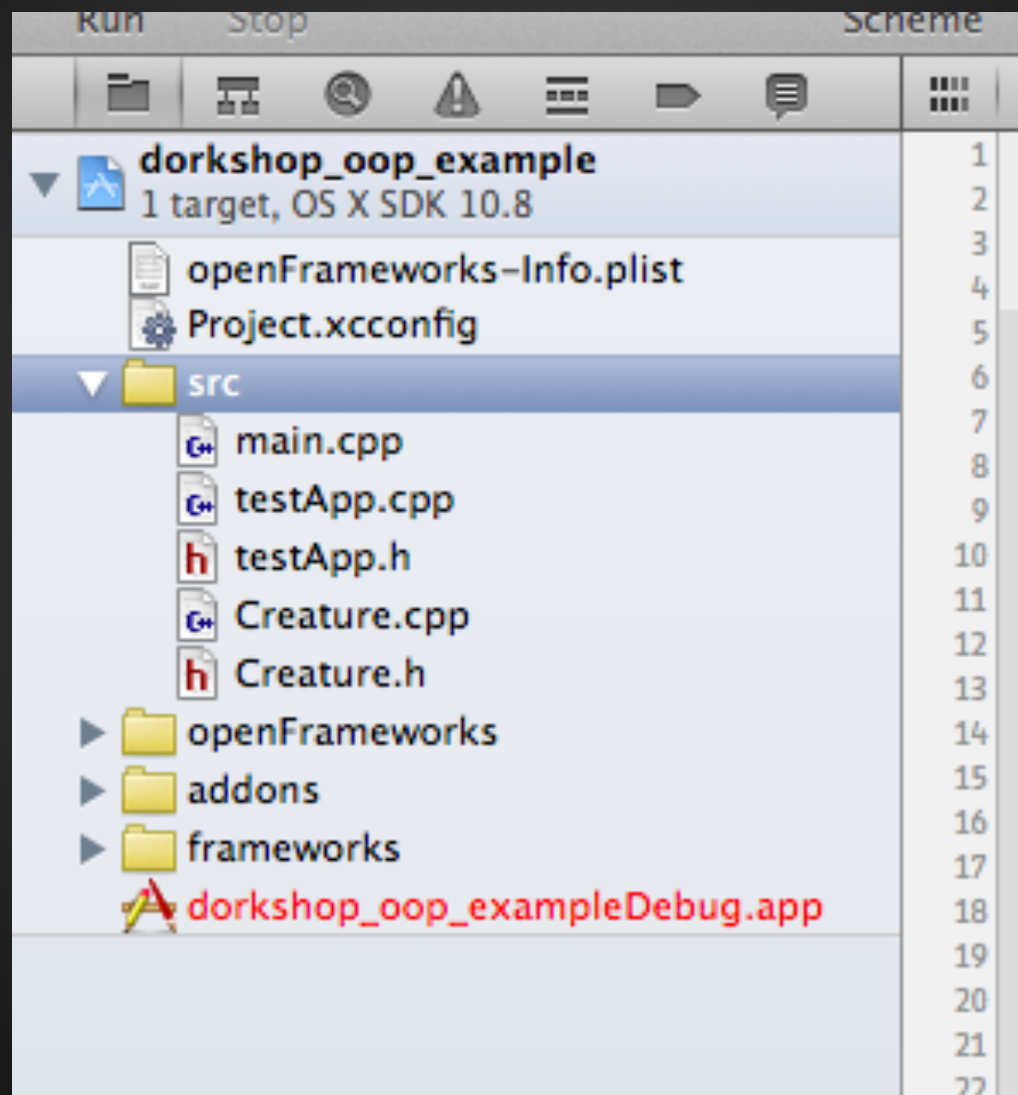 Run Stop Scheme
dorkshop_oop_example
1 target, OS X SDK 10.8
openFrameworks-Info.plist
Project.xcconfig
src
main.cpp
testApp.cpp
testApp.h
Creature.cpp
Creature.h
openFrameworks
addons
frameworks
dorkshop_oop_exampleDebug.app
1
2
3
4
5
6
7
8
9
10
11
12
13
14
15
16
17
18
19
20
21
22